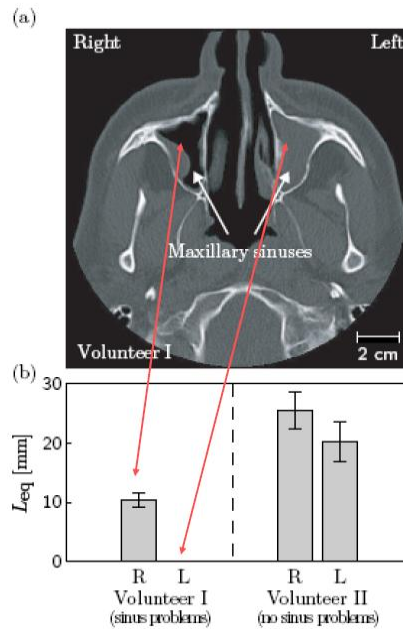 (a)
Right Left
Maxillary sinuses
Volunteer I
2 cm
(b)
30
20
10
0
Leq [mm]
R L R L
Volunteer I Volunteer II
(sinus problems) (no sinus problems)